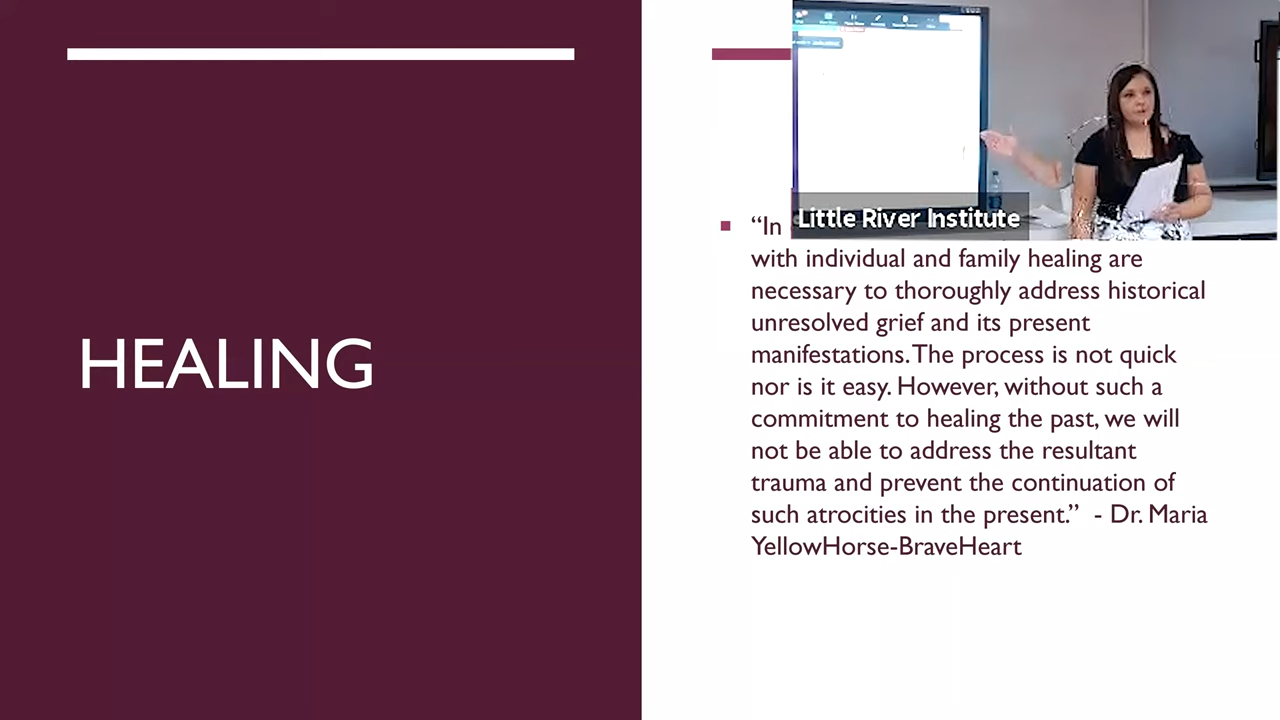 HEALING
Little River Institute
“In
with individual and family healing are
necessary to thoroughly address historical
unresolved grief and its present
manifestations. The process is not quick
nor is it easy. However, without such a
commitment to healing the past, we will
not be able to address the resultant
trauma and prevent the continuation of
such atrocities in the present.” - Dr. Maria
YellowHorse-BraveHeart